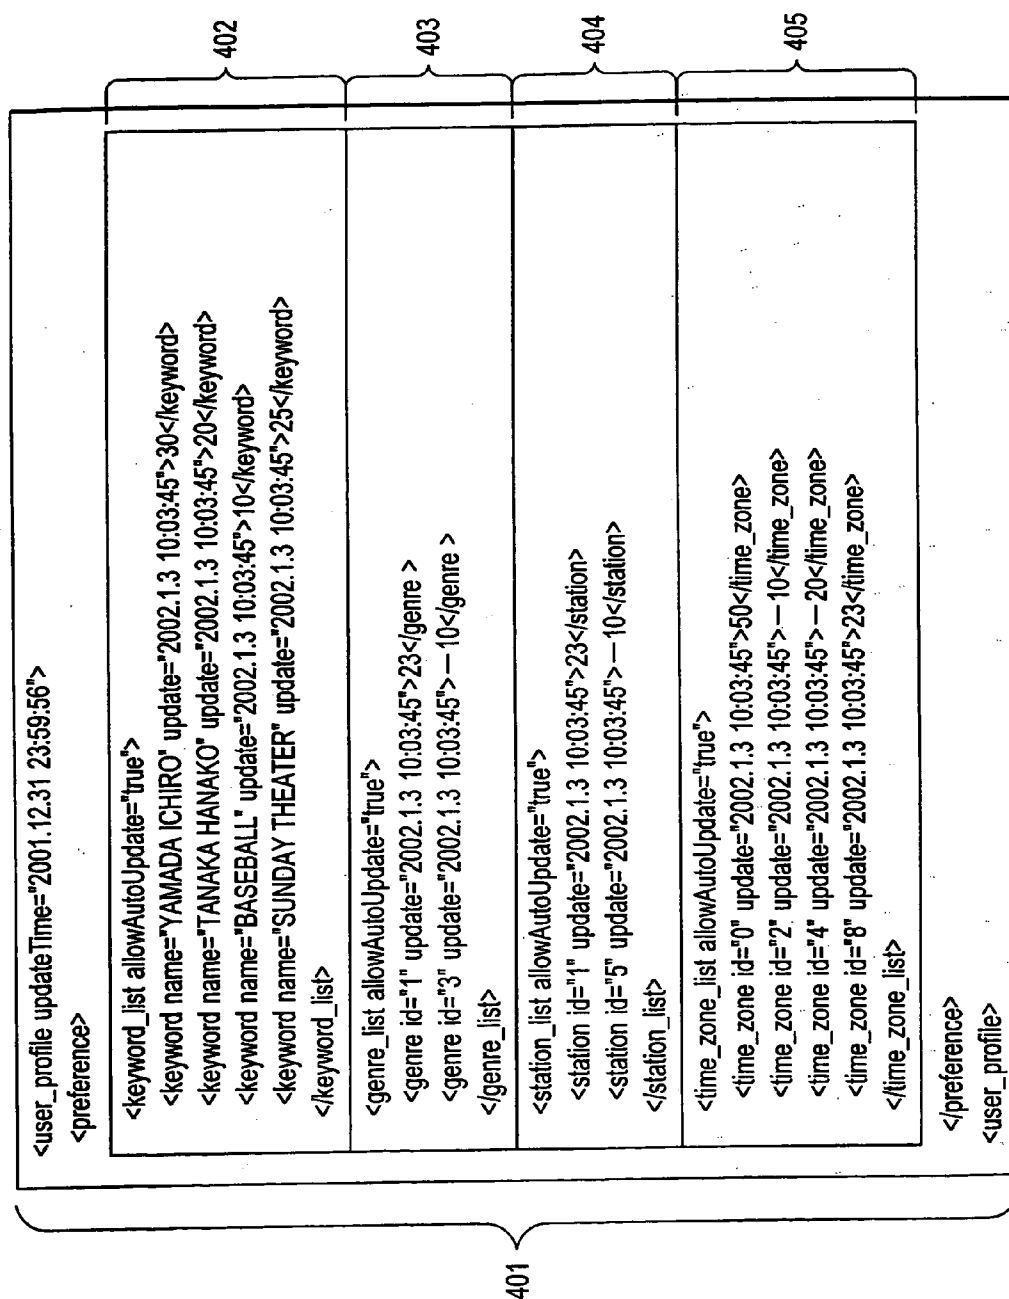 401
<user_profile updateTime="2001.12.31 23:59:56">
<preference>
<keyword_list allowAutoUpdate="true">
<keyword name="YAMADA ICHIRO" update="2002.1.3 10:03:45">30</keyword>
<keyword name="TANAKA HANAKO" update="2002.1.3 10:03:45">20</keyword>
<keyword name="BASEBALL" update="2002.1.3 10:03:45">10</keyword>
<keyword name="SUNDAY THEATER" update="2002.1.3 10:03:45">25</keyword>
</keyword_list>
402
<genre_list allowAutoUpdate="true">
<genre id="1" update="2002.1.3 10:03:45">23</genre >
<genre id="3" update="2002.1.3 10:03:45">—10</genre >
</genre_list>
403
<station_list allowAutoUpdate="true">
<station id="1" update="2002.1.3 10:03:45">23</station>
<station id="5" update="2002.1.3 10:03:45">—10</station>
</station_list>
404
<time_zone_list allowAutoUpdate="true">
<time_zone id="0" update="2002.1.3 10:03:45">50</time_zone>
<time_zone id="2" update="2002.1.3 10:03:45">—10</time_zone>
<time_zone id="4" update="2002.1.3 10:03:45">—20</time_zone>
<time_zone id="8" update="2002.1.3 10:03:45">23</time_zone>
</time_zone_list>
405
</preference>
<user_profile>